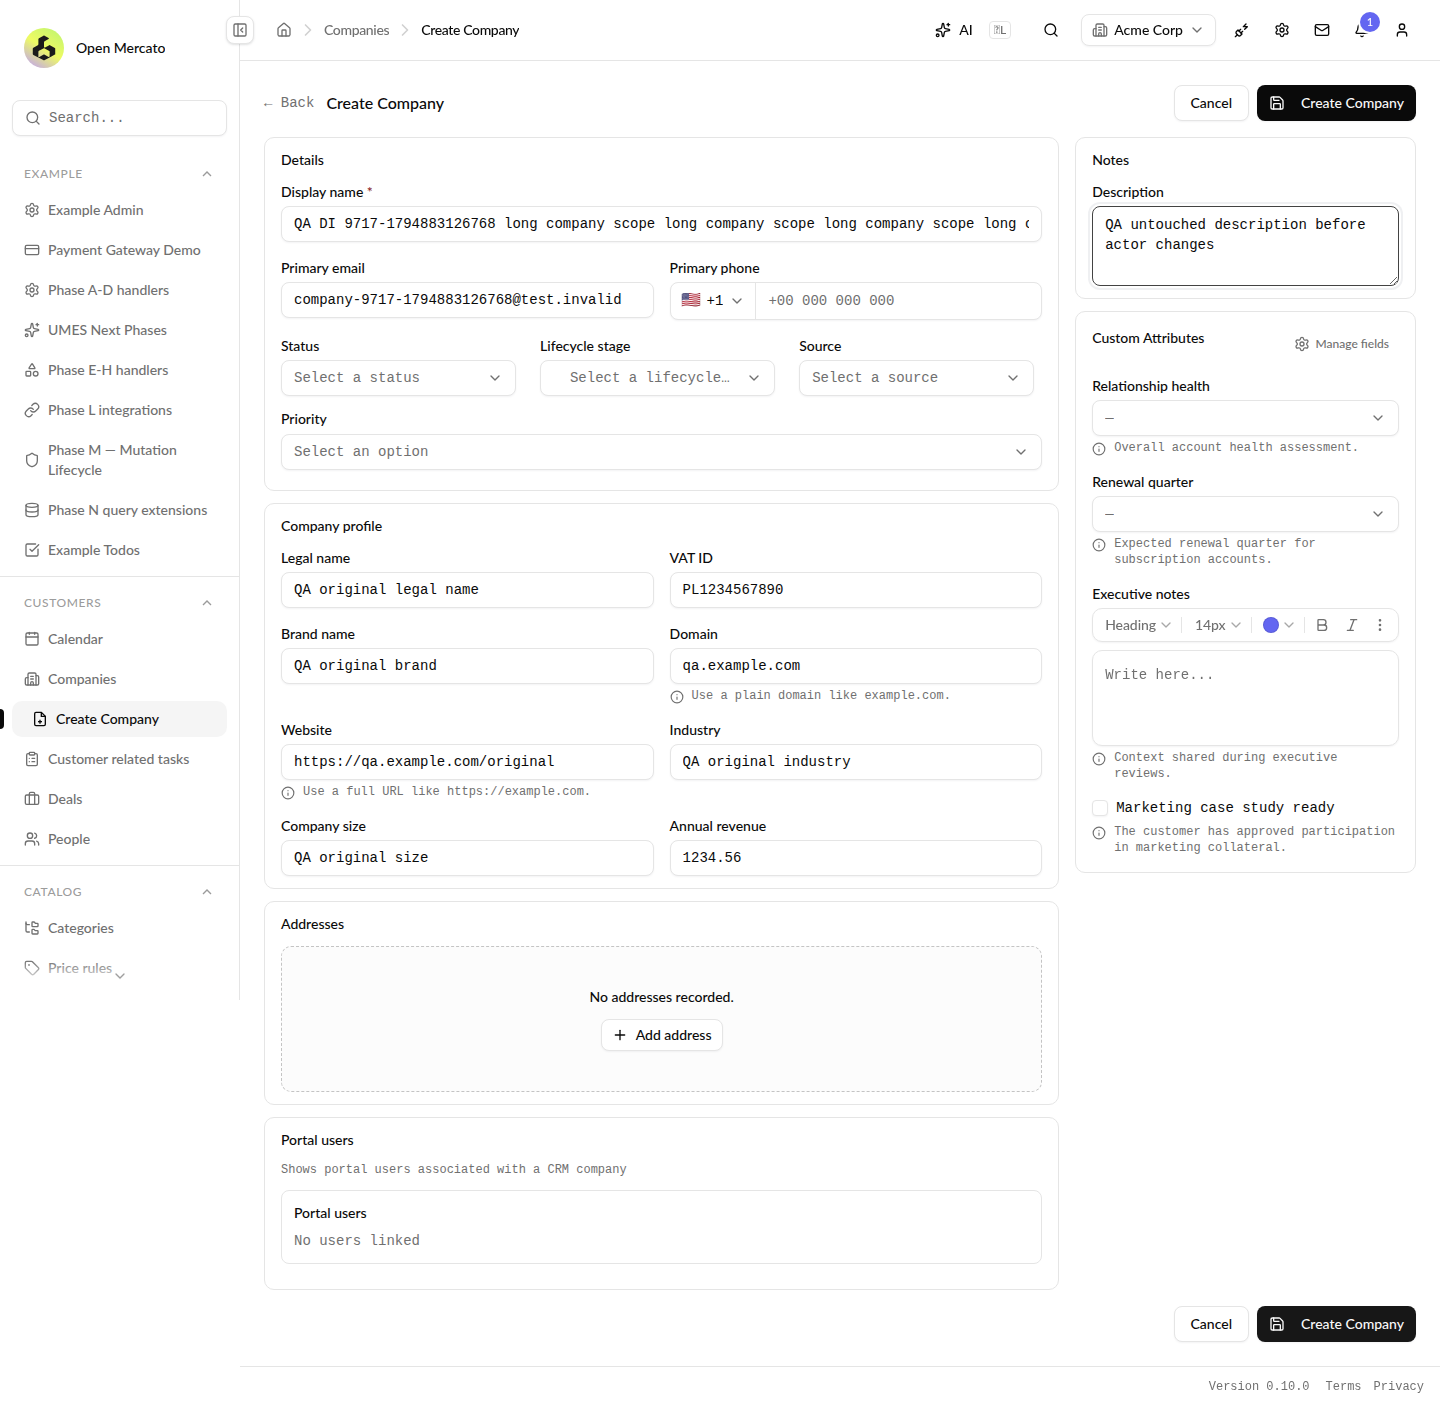 Open Mercato
Search...
EXAMPLE
Example Admin
Payment Gateway Demo
Phase A-D handlers
UMES Next Phases
Phase E-H handlers
Phase L integrations
Phase M — Mutation
Lifecycle
Phase N query extensions
Example Todos
CUSTOMERS
Calendar
Companies
Create Company
Customer related tasks
Deals
People
CATALOG
Categories
Price rules
Companies
Create Company
AI
L
Acme Corp
1
← Back
Create Company
Cancel
Create Company
Details
Display name *
QA DI 9717-1794883126768 long company scope long company scope long company scope long
Primary email
Primary phone
company-9717-1794883126768@test.invalid
🇺🇸 +1
+00 000 000 000
Status
Lifecycle stage
Source
Select a status
Select a lifecycle…
Select a source
Priority
Select an option
Company profile
Legal name
VAT ID
QA original legal name
PL1234567890
Brand name
Domain
QA original brand
qa.example.com
Use a plain domain like example.com.
Website
Industry
https://qa.example.com/original
QA original industry
Use a full URL like https://example.com.
Company size
Annual revenue
QA original size
1234.56
Addresses
No addresses recorded.
Add address
Portal users
Shows portal users associated with a CRM company
Portal users
No users linked
Notes
Description
QA untouched description before
actor changes
Custom Attributes
Manage fields
Relationship health
—
Overall account health assessment.
Renewal quarter
—
Expected renewal quarter for
subscription accounts.
Executive notes
Heading
14px
B
I
Write here...
Context shared during executive
reviews.
Marketing case study ready
The customer has approved participation
in marketing collateral.
Cancel
Create Company
Version 0.10.0
Terms
Privacy